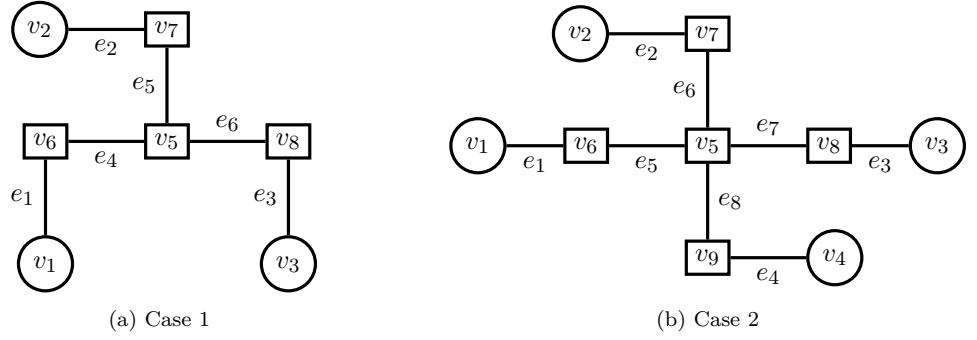 v2 e2 v7
e5
v6 e4 v5 e6 v8
e1 e3
v1 v3
(a) Case 1
v2 e2 v7
e6
v1 e1 v6 e5 v5 e7 v8 e3 v3
e8
v9 e4 v4
(b) Case 2